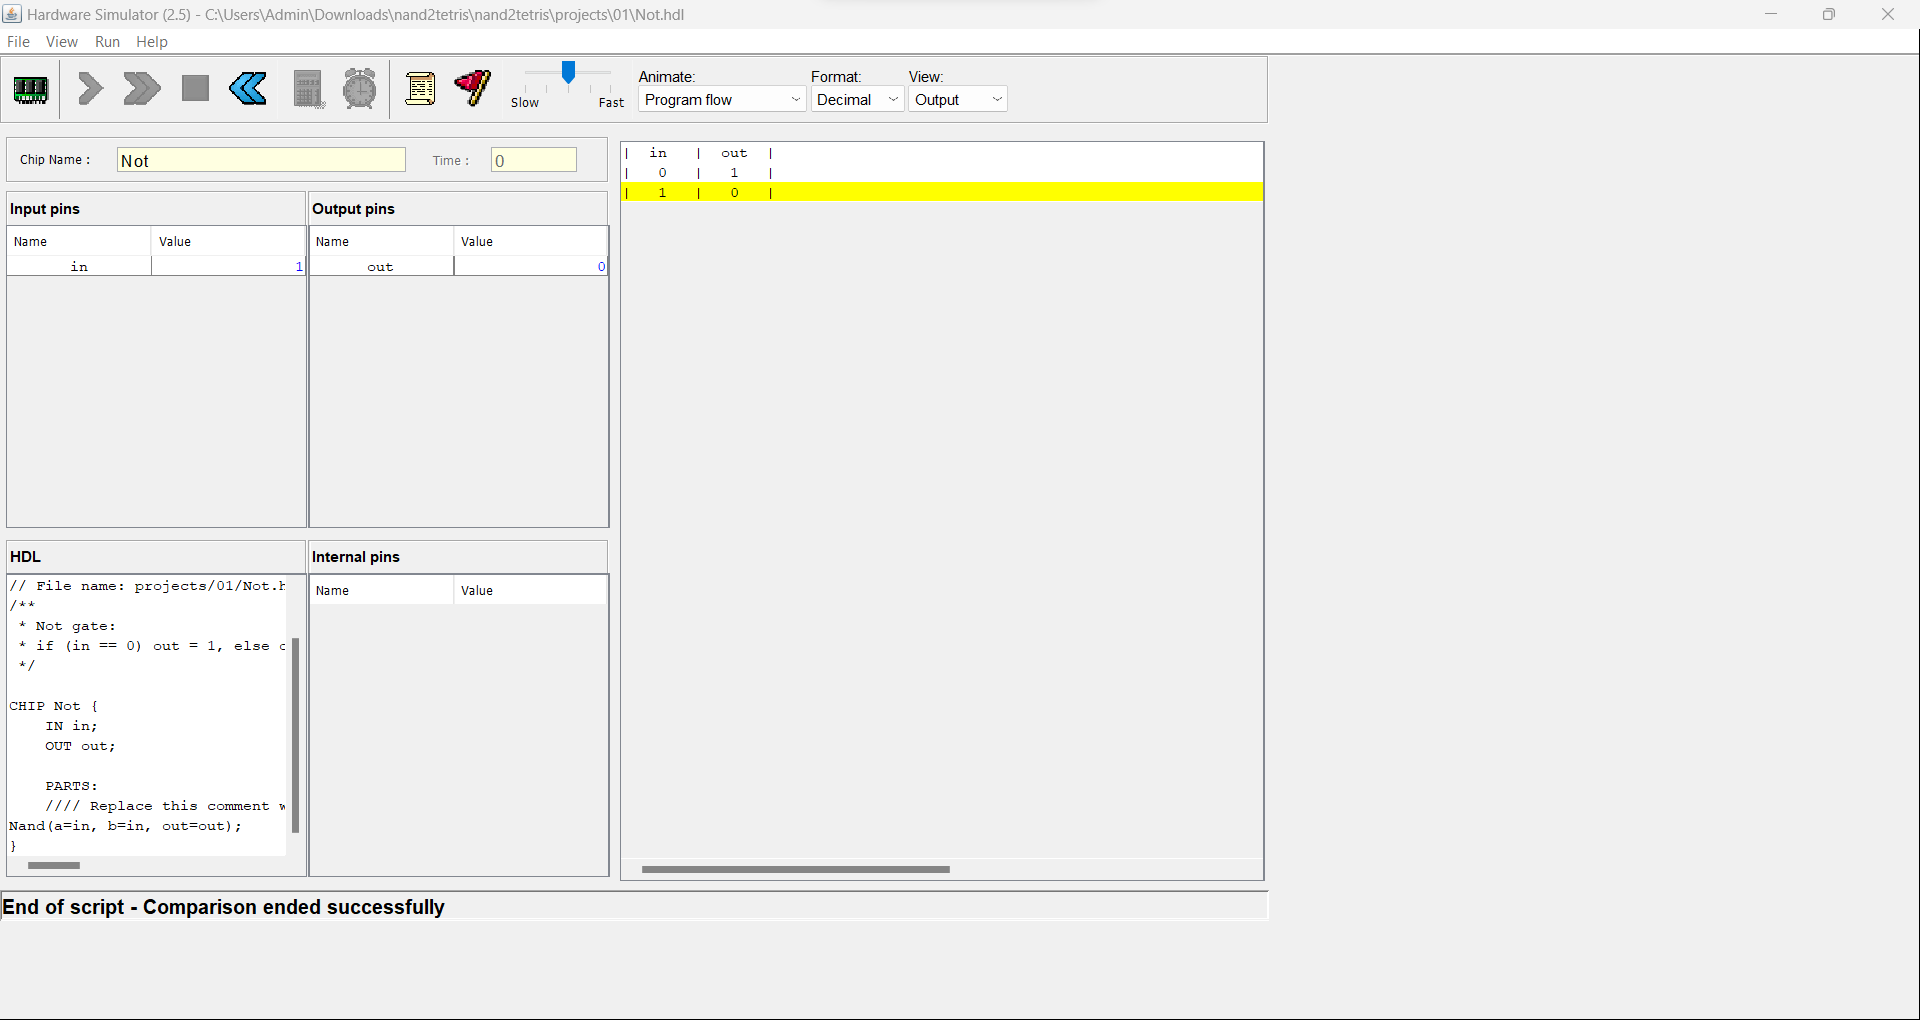 Hardware Simulator (2.5) - C:\Users\Admin\Downloads\nand2tetris\nand2tetris\projects\01\Not.hdl
File View Run Help
Slow Fast
Animate: Format: View:
Program flow Decimal Output
Chip Name : Not Time : 0
Input pins
Name Value
in 1
Output pins
Name Value
out 0
HDL
// File name: projects/01/Not.h
/**
* Not gate:
* if (in == 0) out = 1, else
*/
CHIP Not {
IN in;
OUT out;
PARTS:
//// Replace this comment
Nand(a=in, b=in, out=out);
}
Internal pins
Name Value
| in | out |
| 0 | 1 |
| 1 | 0 |
End of script - Comparison ended successfully